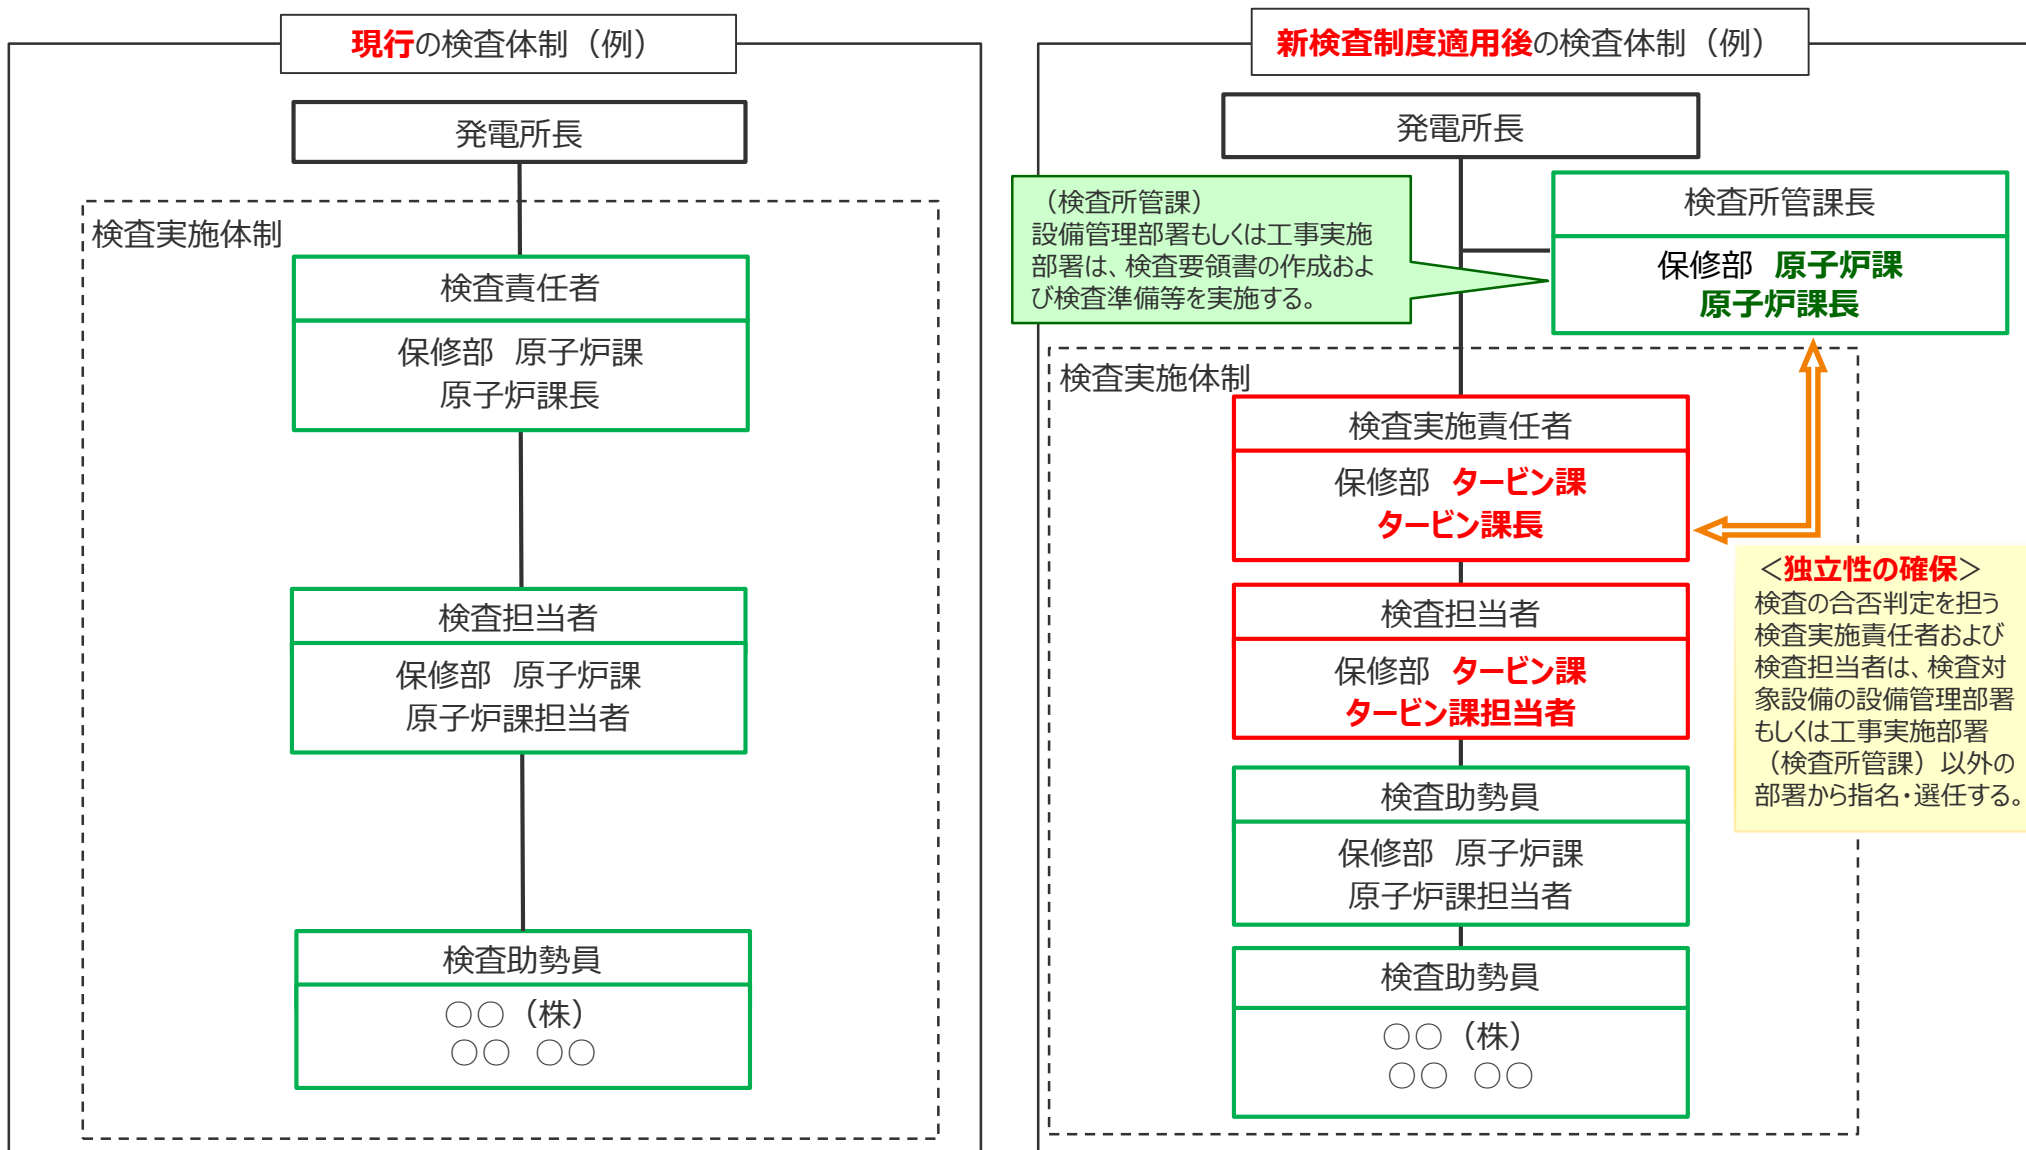 現行の検査体制（例）
発電所長
検査実施体制
検査責任者
保修部　原子炉課
原子炉課長
検査担当者
保修部　原子炉課
原子炉課担当者
検査助勢員
○○（株）
○○　○○
新検査制度適用後の検査体制（例）
発電所長
（検査所管課）
設備管理部署もしくは工事実施
部署は、検査要領書の作成およ
び検査準備等を実施する。
検査所管課長
保修部　原子炉課
原子炉課長
検査実施体制
検査実施責任者
保修部　タービン課
タービン課長
検査担当者
保修部　タービン課
タービン課担当者
検査助勢員
保修部　原子炉課
原子炉課担当者
検査助勢員
○○（株）
○○　○○
＜独立性の確保＞
検査の合否判定を担う
検査実施責任者および
検査担当者は、検査対
象設備の設備管理部署
もしくは工事実施部署
（検査所管課）以外の
部署から指名・選任する。